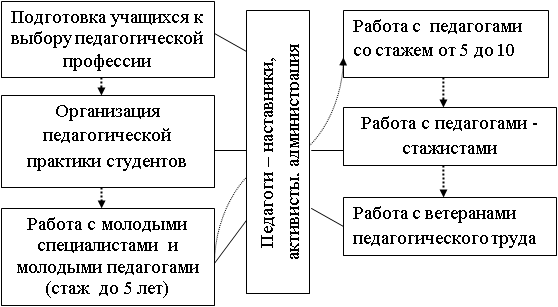 Подготовка учащихся к
выбору педагогической
профессии
Организация
педагогической
практики студентов
Работа с молодыми
специалистами и
молодыми педагогами
(стаж до 5 лет)
Педагоги – наставники,
активисты. администрация
Работа с педагогами
со стажем от 5 до 10
Работа с педагогами -
стажистами
Работа с ветеранами
педагогического труда